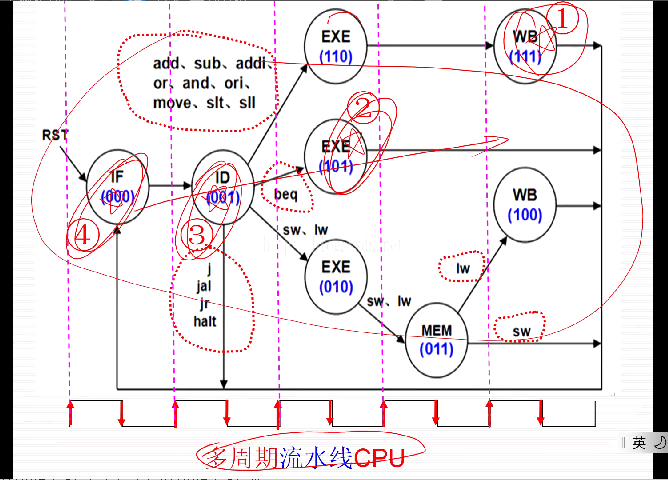 EXE
(110)
WB
(111)
①
add、sub、addi、
or、and、ori、
move、slt、sll
RST
②
EXE
(101)
IF
(000)
ID
(001)
beq
WB
(100)
④
③
sw、lw
j
jal
jr
halt
EXE
(010)
lw
sw、lw
MEM
(011)
sw
多周期流水线CPU
英